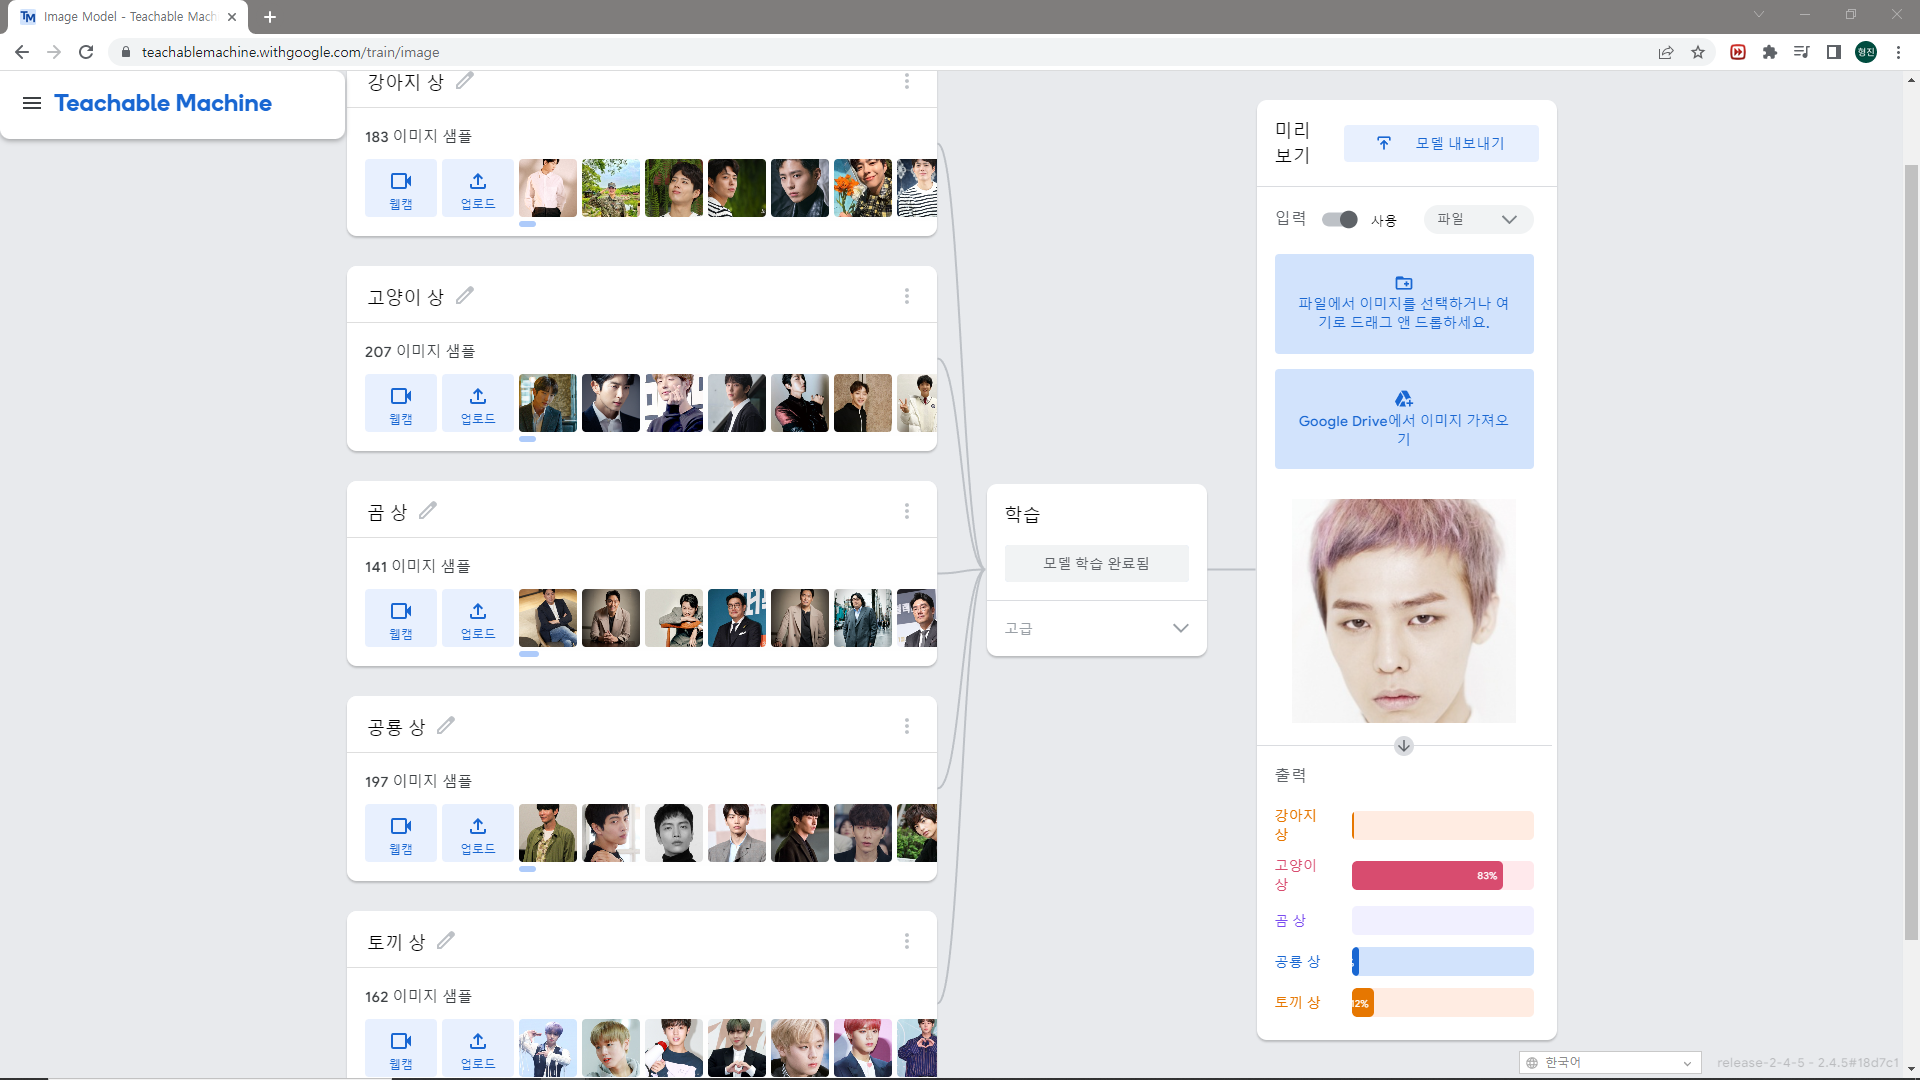 Image Model - Teachable Mach
teachablemachine.withgoogle.com/train/image
형진
Teachable Machine
강아지 상
183 이미지 샘플
웹캠
업로드
고양이 상
207 이미지 샘플
웹캠
업로드
곰 상
141 이미지 샘플
웹캠
업로드
공룡 상
197 이미지 샘플
웹캠
업로드
토끼 상
162 이미지 샘플
웹캠
업로드
학습
모델 학습 완료됨
고급
미리
보기
모델 내보내기
입력
사용
파일
파일에서 이미지를 선택하거나 여
기로 드래그 앤 드롭하세요.
Google Drive에서 이미지 가져오
기
출력
강아지
상
고양이
상
83%
곰 상
공룡 상
토끼 상
12%
한국어
release-2-4-5 - 2.4.5#18d7c1